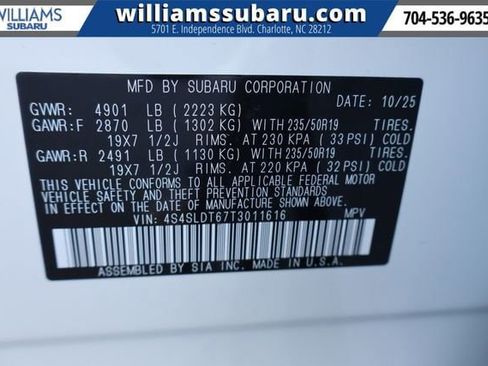 WILLIAMS
SUBARU
williamssubaru.com
5701 E. Independence Blvd. Charlotte, NC 28212
704-536-9635
MFD BY SUBARU CORPORATION
GVWR: 4901 LB ( 2223 KG) DATE: 10/25
GAWR:F 2870 LB ( 1302 KG) WITH 235/50R19 TIRES.
19X7 1/2J RIMS. AT 230 KPA ( 33 PSI) COLD
GAWR:R 2491 LB ( 1130 KG) WITH 235/50R19 TIRES.
19X7 1/2J RIMS. AT 220 KPA ( 32 PSI) COLD
THIS VEHICLE CONFORMS TO ALL APPLICABLE FEDERAL MOTOR
VEHICLE SAFETY AND THEFT PREVENTION STANDARDS
IN EFFECT ON THE DATE OF MANUFACTURE SHOWN ABOVE.
VIN: 4S4SLDT67T3011616 MPV
ASSEMBLED BY SIA INC. MADE IN U.S.A.